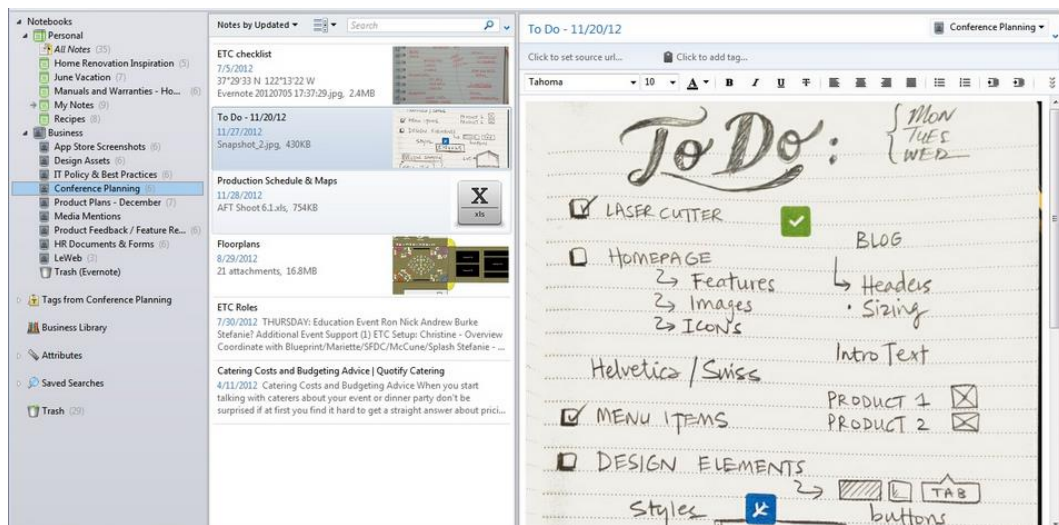 Notebooks
Personal
All Notes (35)
Home Renovation Inspiration (5)
June Vacation (7)
Manuals and Warranties - Ho... (6)
My Notes (9)
Recipes (8)
Business
App Store Screenshots (6)
Design Assets (6)
IT Policy & Best Practices (6)
Conference Planning (6)
Product Plans - December (7)
Media Mentions
Product Feedback / Feature Re... (6)
HR Documents & Forms (6)
LeWeb (3)
Trash (Evernote)
Tags from Conference Planning
Business Library
Attributes
Saved Searches
Trash (29)
Notes by Updated
Search
ETC checklist
7/5/2012
37°29'33 N 122°13'22 W
Evernote 20120705 17:37:29.jpg, 2.4MB
To Do - 11/20/12
11/27/2012
Snapshot_2.jpg, 430KB
Production Schedule & Maps
11/28/2012
AFT Shoot 6.1.xls, 754KB
X
xls
Floorplans
8/29/2012
21 attachments, 16.8MB
ETC Roles
7/30/2012 THURSDAY: Education Event Ron Nick Andrew Burke
Stefanie? Additional Event Support (1) ETC Setup: Christine - Overview
Coordinate with Blueprint/Mariette/SFDC/McCune/Splash Stefanie - ...
Catering Costs and Budgeting Advice | Quotify Catering
4/11/2012 Catering Costs and Budgeting Advice When you start
talking with caterers about your event or dinner party don't be
surprised if at first you find it hard to get a straight answer about prici...
To Do - 11/20/12
Conference Planning
Click to set source url...
Click to add tag...
Tahoma
10
A B I U T
To Do:
MON
TUES
WED
LASER CUTTER
BLOG
HOMEPAGE
Features
Headers
Images
Sizing
ICONS
Intro Text
Helvetica / Swiss
PRODUCT 1
MENU ITEMS
PRODUCT 2
DESIGN ELEMENTS
TAB
Styles
buttons